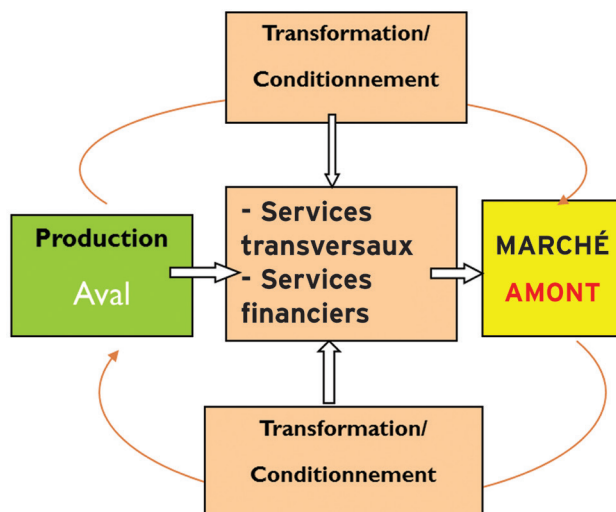 Transformation/
Conditionnement
Production
Aval
- Services
transversaux
- Services
financiers
MARCHÉ
AMONT
Transformation/
Conditionnement